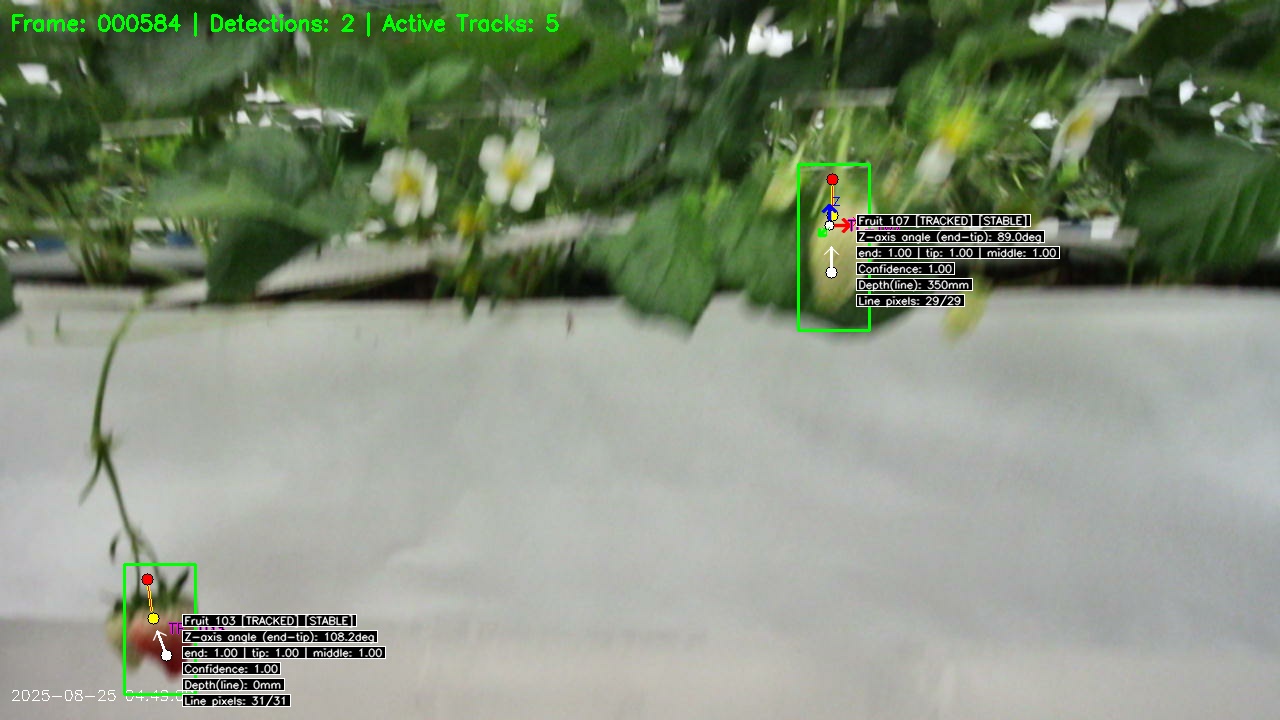 Frame: 000584 | Detections: 2 | Active Tracks: 5
Z
Fruit 107 [TRACKED] [STABLE]
Z-axis angle (end-tip): 89.0deg
end: 1.00 | tip: 1.00 | middle: 1.00
Confidence: 1.00
Depth(line): 350mm
Line pixels: 29/29
Fruit 103 [TRACKED] [STABLE]
Z-axis angle (end-tip): 108.2deg
end: 1.00 | tip: 1.00 | middle: 1.00
Confidence: 1.00
Depth(line): 0mm
Line pixels: 31/31
2025-08-25